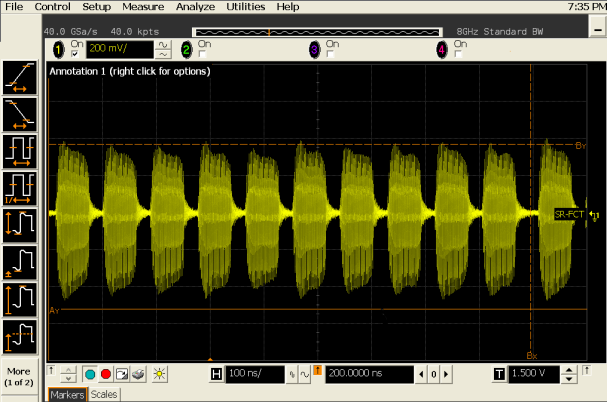 File Control Setup Measure Analyze Utilities Help 7:35 PM
40.0 GSa/s 40.0 kpts 8GHz Standard BW
1 On 200 mV/ 2 On 3 On 4 On
Annotation 1 (right click for options)
By
SR-FCT
Ay
Bx
More
(1 of 2)
H 100 ns/ 200.0000 ns 0 T 1.500 V
Markers Scales